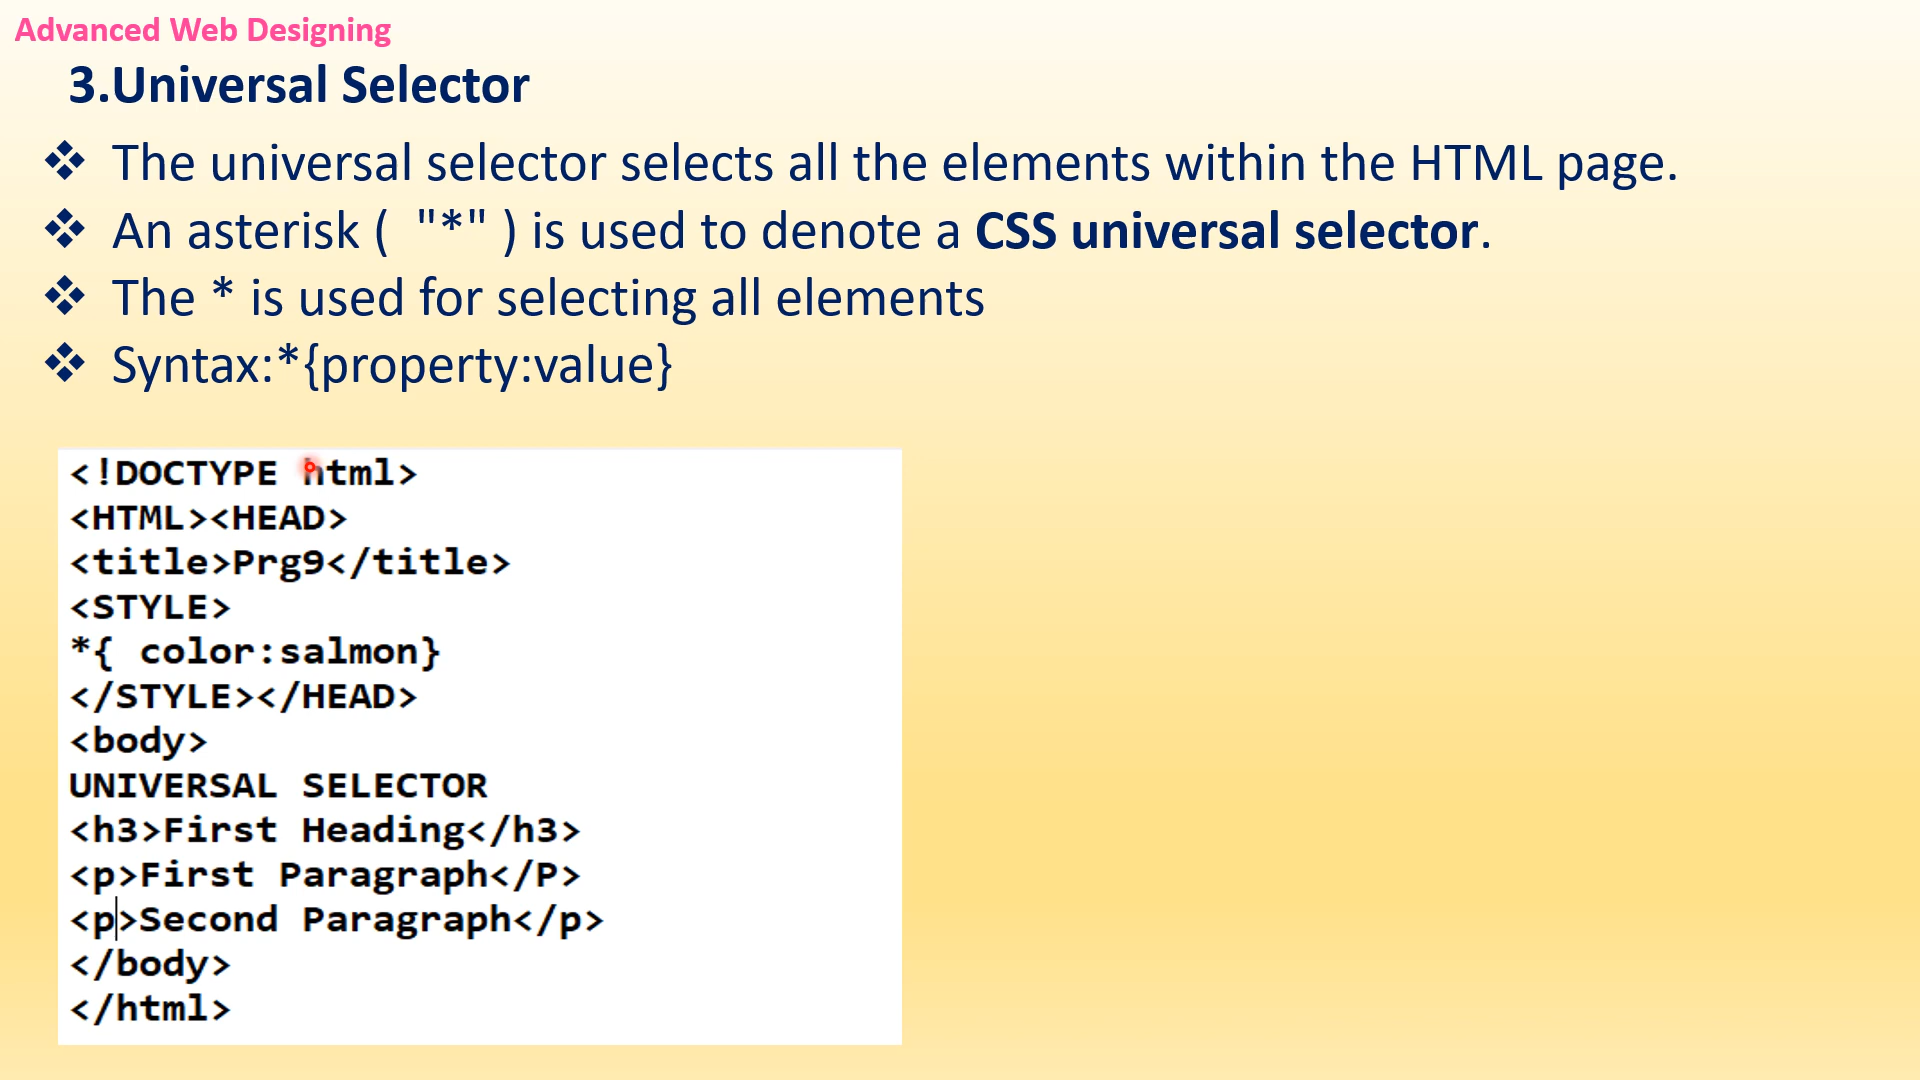 Advanced Web Designing
3.Universal Selector
❖ The universal selector selects all the elements within the HTML page.
❖ An asterisk ( "*" ) is used to denote a CSS universal selector.
❖ The * is used for selecting all elements
❖ Syntax:*{property:value}
<!DOCTYPE html>
<HTML><HEAD>
<title>Prg9</title>
<STYLE>
*{ color:salmon}
</STYLE></HEAD>
<body>
UNIVERSAL SELECTOR
<h3>First Heading</h3>
<p>First Paragraph</P>
<p>Second Paragraph</p>
</body>
</html>